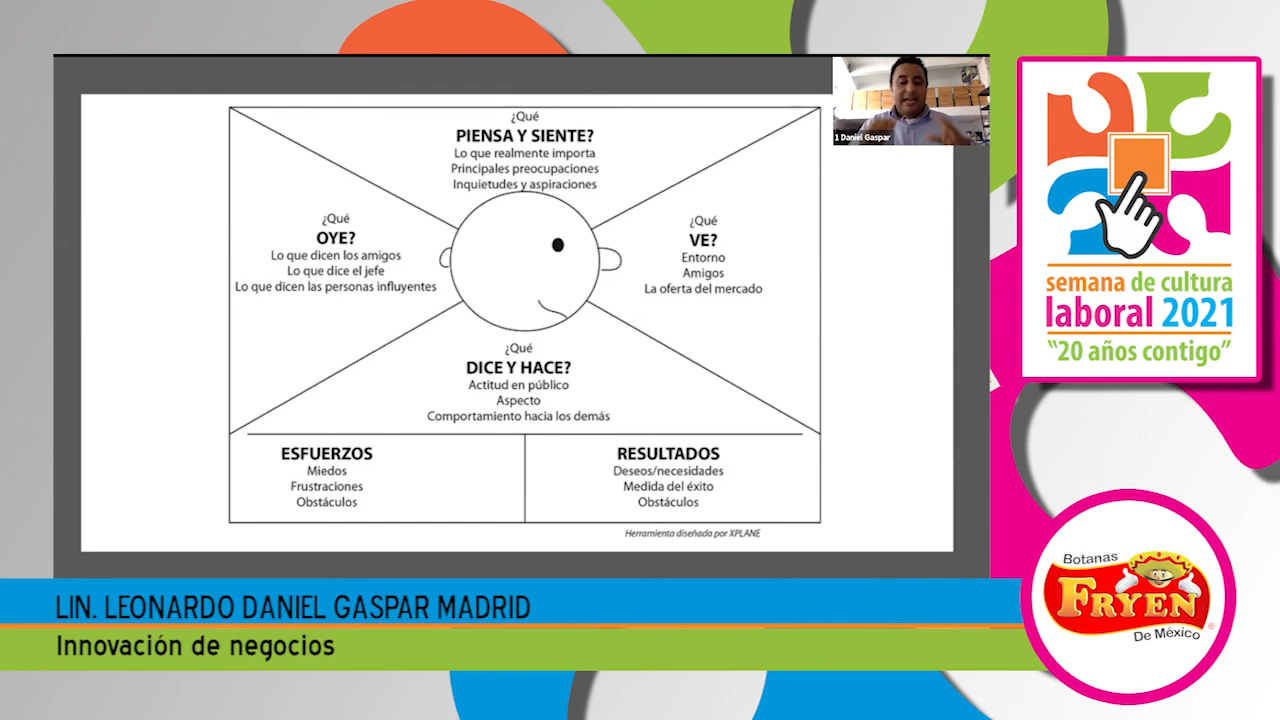 ¿Qué
PIENSA Y SIENTE?
Lo que realmente importa
Principales preocupaciones
Inquietudes y aspiraciones
¿Qué
OYE?
Lo que dicen los amigos
Lo que dice el jefe
Lo que dicen las personas influyentes
¿Qué
VE?
Entorno
Amigos
La oferta del mercado
¿Qué
DICE Y HACE?
Actitud en público
Aspecto
Comportamiento hacia los demás
ESFUERZOS
Miedos
Frustraciones
Obstáculos
RESULTADOS
Deseos/necesidades
Medida del éxito
Obstáculos
Herramienta diseñada por XPLANE
1 Daniel Gaspar
semana de cultura
laboral 2021
"20 años contigo"
LIN. LEONARDO DANIEL GASPAR MADRID
Innovación de negocios
Botanas
FRYEN
De México